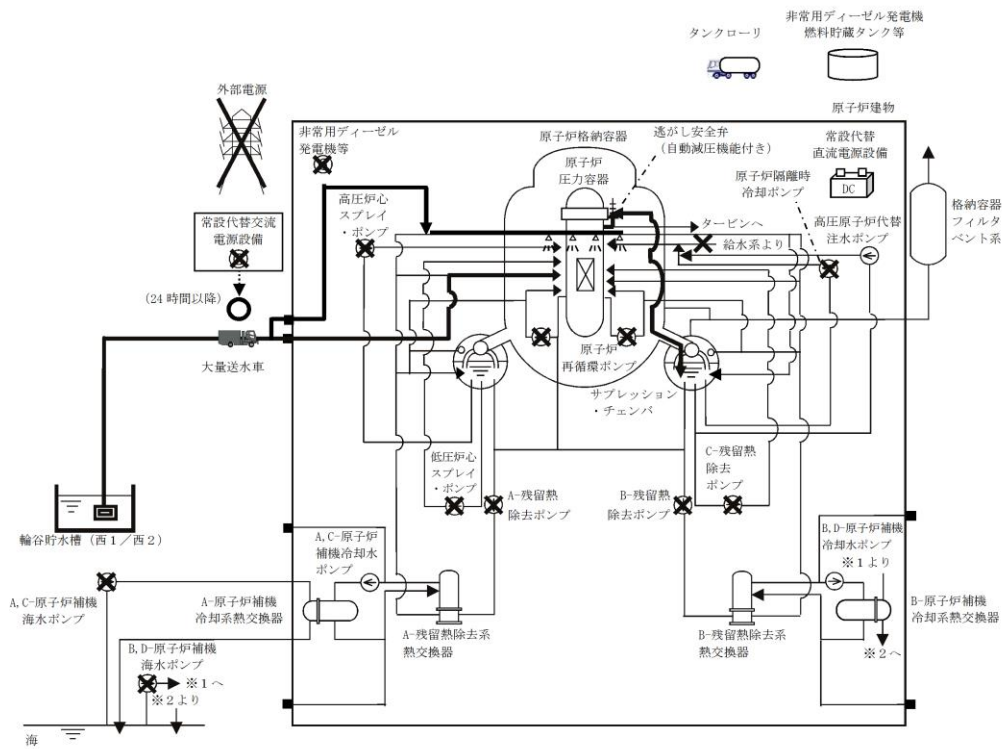 タンクローリ
非常用ディーゼル発電機
燃料貯蔵タンク等
外部電源
原子炉建物
非常用ディーゼル
発電機等
原子炉格納容器
逃がし安全弁
(自動減圧機能付き)
常設代替
直流電源設備
原子炉
圧力容器
原子炉隔離時
冷却ポンプ
DC
高圧炉心
スプレイ
・ポンプ
タービンへ
給水系より
高圧原子炉代替
注水ポンプ
格納容器
フィルタ
ベント系
常設代替交流
電源設備
(24時間以降)
大量送水車
原子炉
再循環ポンプ
サプレッション
・チェンバ
低圧炉心
スプレイ
・ポンプ
A-残留熱
除去ポンプ
B-残留熱
除去ポンプ
C-残留熱
除去
ポンプ
輪谷貯水槽(西1/西2)
A,C-原子炉
補機冷却水
ポンプ
B,D-原子炉補機
冷却水ポンプ
※1より
A,C-原子炉補機
海水ポンプ
A-原子炉補機
冷却系熱交換器
A-残留熱除去系
熱交換器
B-残留熱除去系
熱交換器
B-原子炉補機
冷却系熱交換器
※2へ
B,D-原子炉補機
海水ポンプ
※1へ
※2より
海